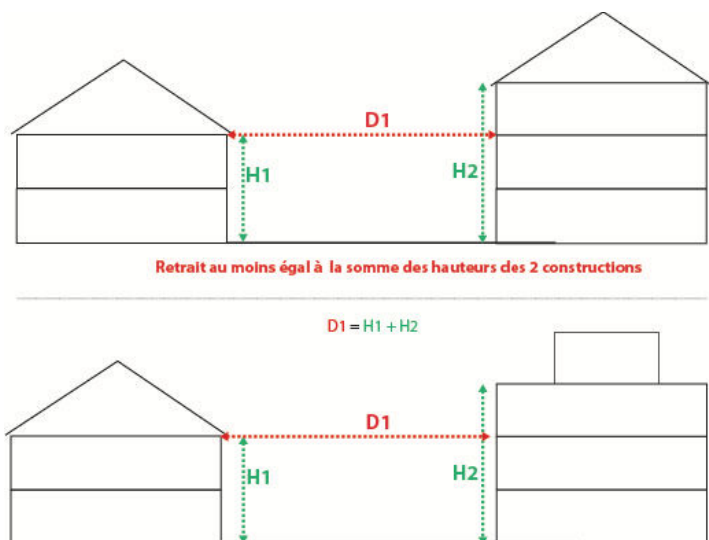 D1
H1
H2
Retrait au moins égal à la somme des hauteurs des 2 constructions
D1 = H1 + H2
D1
H1
H2